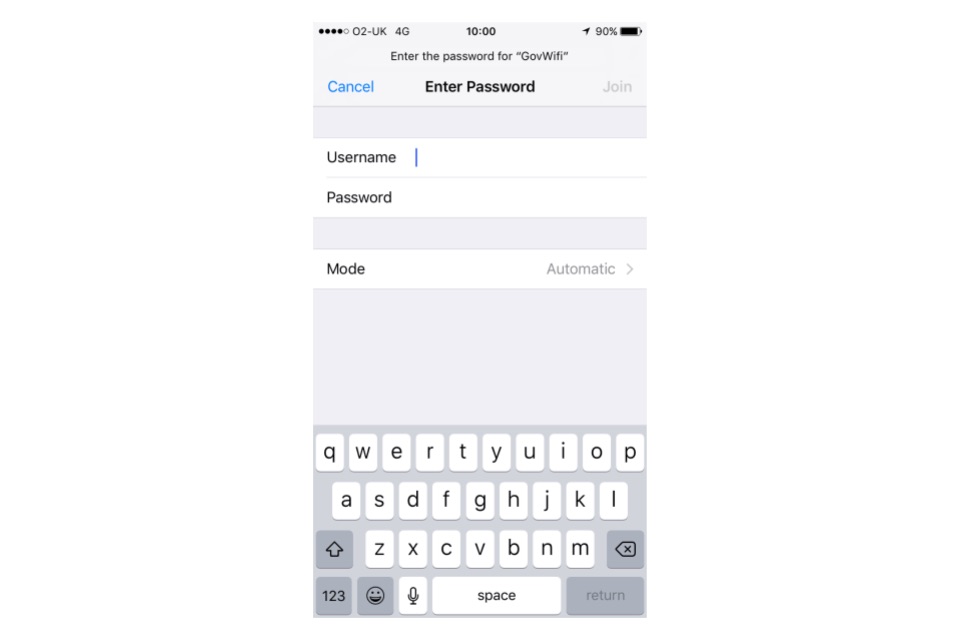 O2-UK 4G 10:00 90%
Enter the password for “GovWifi”
Cancel Enter Password Join
Username
Password
Mode Automatic
q w e r t y u i o p
a s d f g h j k l
z x c v b n m
123 space return